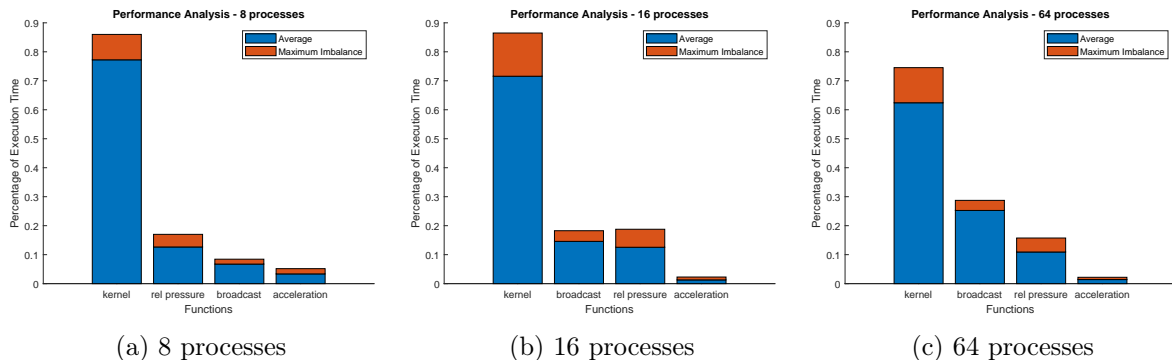 Performance Analysis - 8 processes
Average
Maximum Imbalance
Percentage of Execution Time
0.9
0.8
0.7
0.6
0.5
0.4
0.3
0.2
0.1
0
kernel rel pressure broadcast acceleration
Functions
(a) 8 processes
Performance Analysis - 16 processes
Average
Maximum Imbalance
Percentage of Execution Time
0.9
0.8
0.7
0.6
0.5
0.4
0.3
0.2
0.1
0
kernel broadcast rel pressure acceleration
Functions
(b) 16 processes
Performance Analysis - 64 processes
Average
Maximum Imbalance
Percentage of Execution Time
0.9
0.8
0.7
0.6
0.5
0.4
0.3
0.2
0.1
0
kernel broadcast rel pressure acceleration
Functions
(c) 64 processes